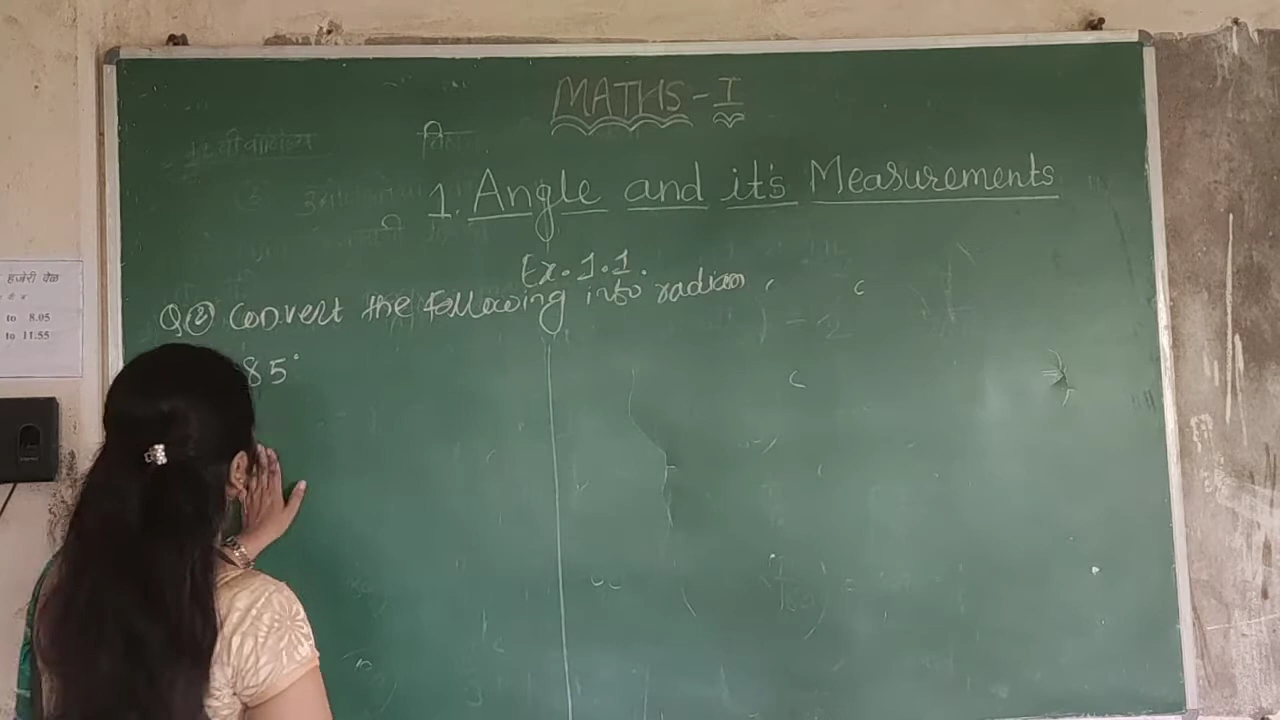 MATHS - I
1. Angle and it's Measurements
Ex. 1.1.
Q② Convert the following into radian,
85°
हजेरी वेळ
to 8.05
to 11.55